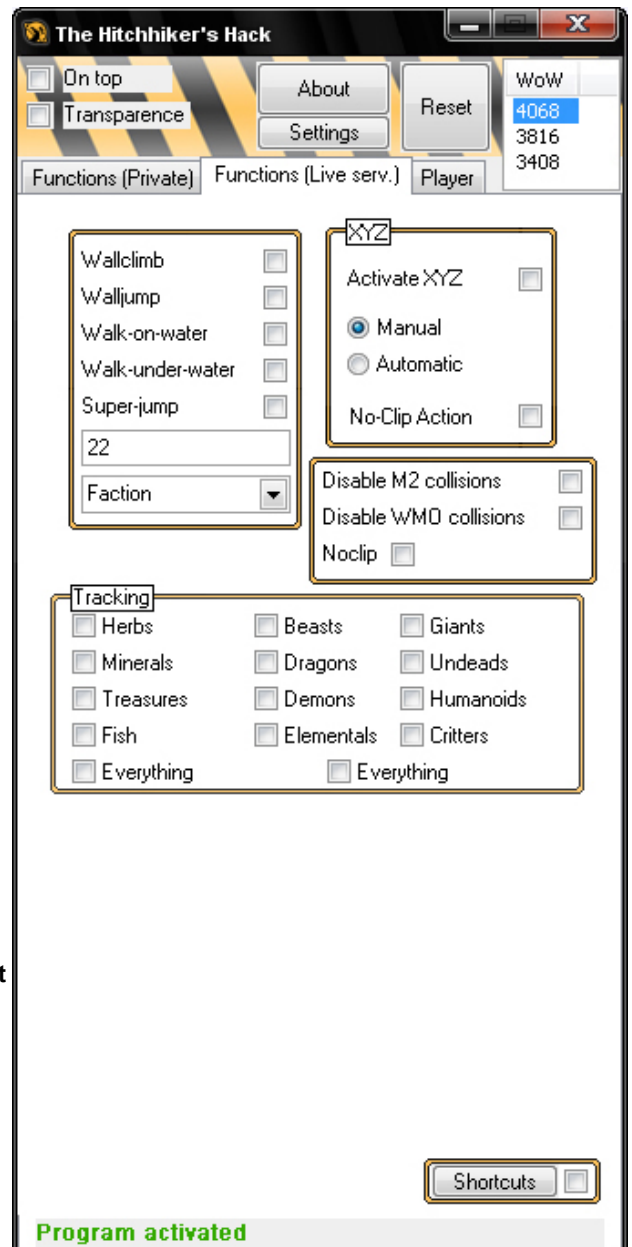 The Hitchhiker's Hack
On top
Transparence
About
Settings
Reset
WoW
4068
3816
3408
Functions (Private) Functions (Live serv.) Player
Wallclimb
Walljump
Walk-on-water
Walk-under-water
Super-jump
22
Faction
XYZ
Activate XYZ
Manual
Automatic
No-Clip Action
Disable M2 collisions
Disable WMO collisions
Noclip
Tracking
Herbs Beasts Giants
Minerals Dragons Undeads
Treasures Demons Humanoids
Fish Elementals Critters
Everything Everything
t
Shortcuts
Program activated